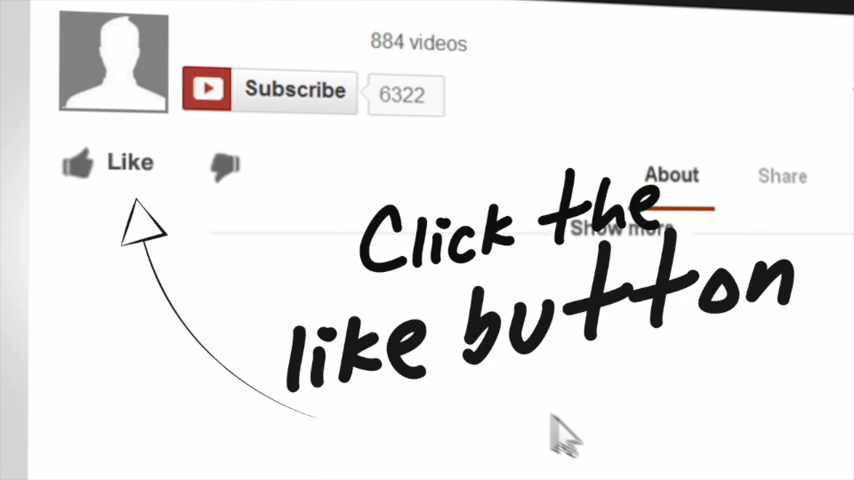 884 videos
Subscribe 6322
Like
About Share
Show more
Click the
like button